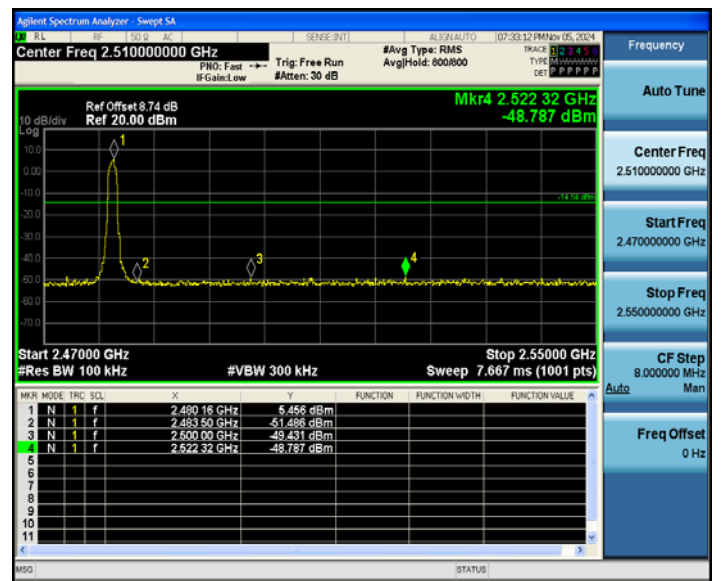 Agilent Spectrum Analyzer - Swept SA
RL RF 50 Ω AC SENSE:INT ALIGN AUTO 07:33:12 PM Nov 05, 2024
Center Freq 2.510000000 GHz
PNO: Fast
IFGain:Low
Trig: Free Run
#Atten: 30 dB
#Avg Type: RMS
Avg|Hold: 800/800
TRACE 1 2 3 4 5 6
TYPE M
DET P P P P P P
Ref Offset 8.74 dB
Ref 20.00 dBm
10 dB/div
Log
Mkr4 2.522 32 GHz
-48.787 dBm
10.0
0.00
-10.0
-20.0
-30.0
-40.0
-50.0
-60.0
-70.0
-14.54 dBm
1
2
3
4
Start 2.47000 GHz
#Res BW 100 kHz
#VBW 300 kHz
Stop 2.55000 GHz
Sweep 7.667 ms (1001 pts)
MKR MODE TRC SCL X Y FUNCTION FUNCTION WIDTH FUNCTION VALUE
1 N 1 f 2.480 16 GHz 5.456 dBm
2 N 1 f 2.483 50 GHz -51.486 dBm
3 N 1 f 2.500 00 GHz -49.431 dBm
4 N 1 f 2.522 32 GHz -48.787 dBm
5
6
7
8
9
10
11
MSG
STATUS
Frequency
Auto Tune
Center Freq
2.510000000 GHz
Start Freq
2.470000000 GHz
Stop Freq
2.550000000 GHz
CF Step
8.000000 MHz
Auto Man
Freq Offset
0 Hz